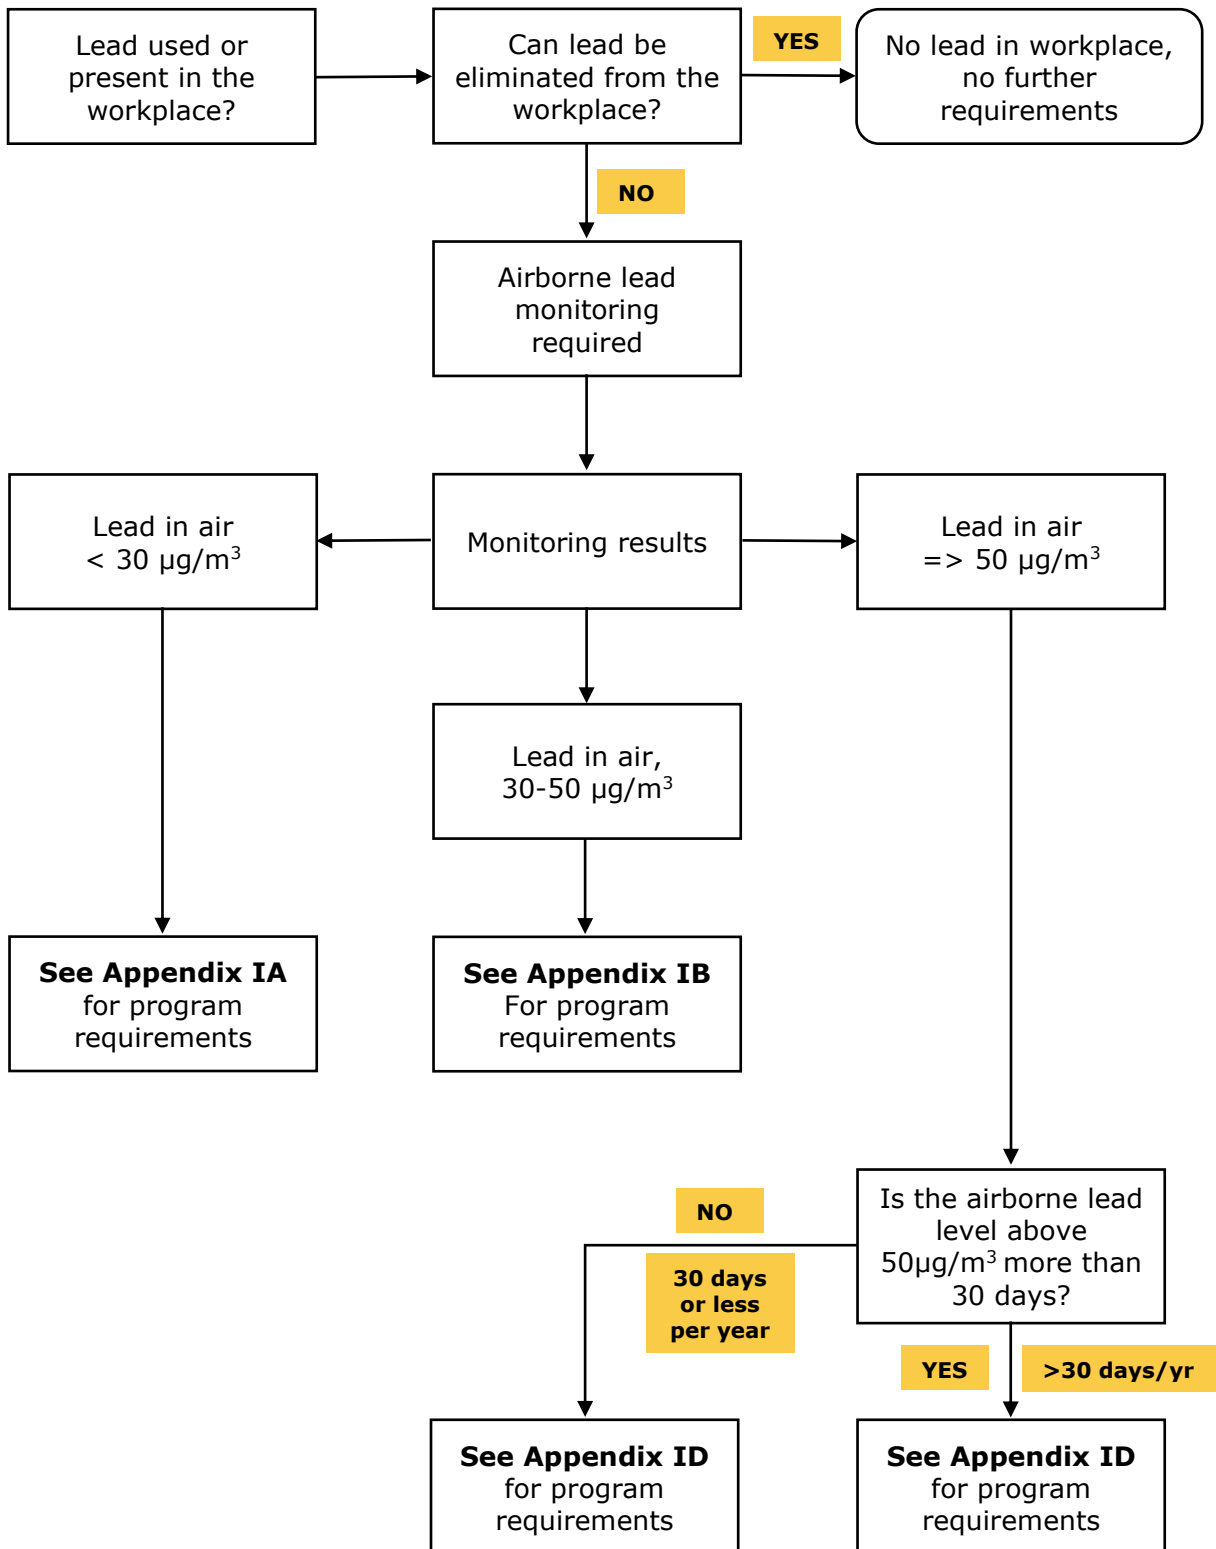 Lead used or
present in the
workplace?
Can lead be
eliminated from the
workplace?
YES
No lead in workplace,
no further
requirements
NO
Airborne lead
monitoring
required
Lead in air
< 30 µg/m³
Monitoring results
Lead in air
=> 50 µg/m³
Lead in air,
30-50 µg/m³
See Appendix IA
for program
requirements
See Appendix IB
For program
requirements
Is the airborne lead
level above
50µg/m³ more than
30 days?
NO
30 days
or less
per year
YES
>30 days/yr
See Appendix ID
for program
requirements
See Appendix ID
for program
requirements